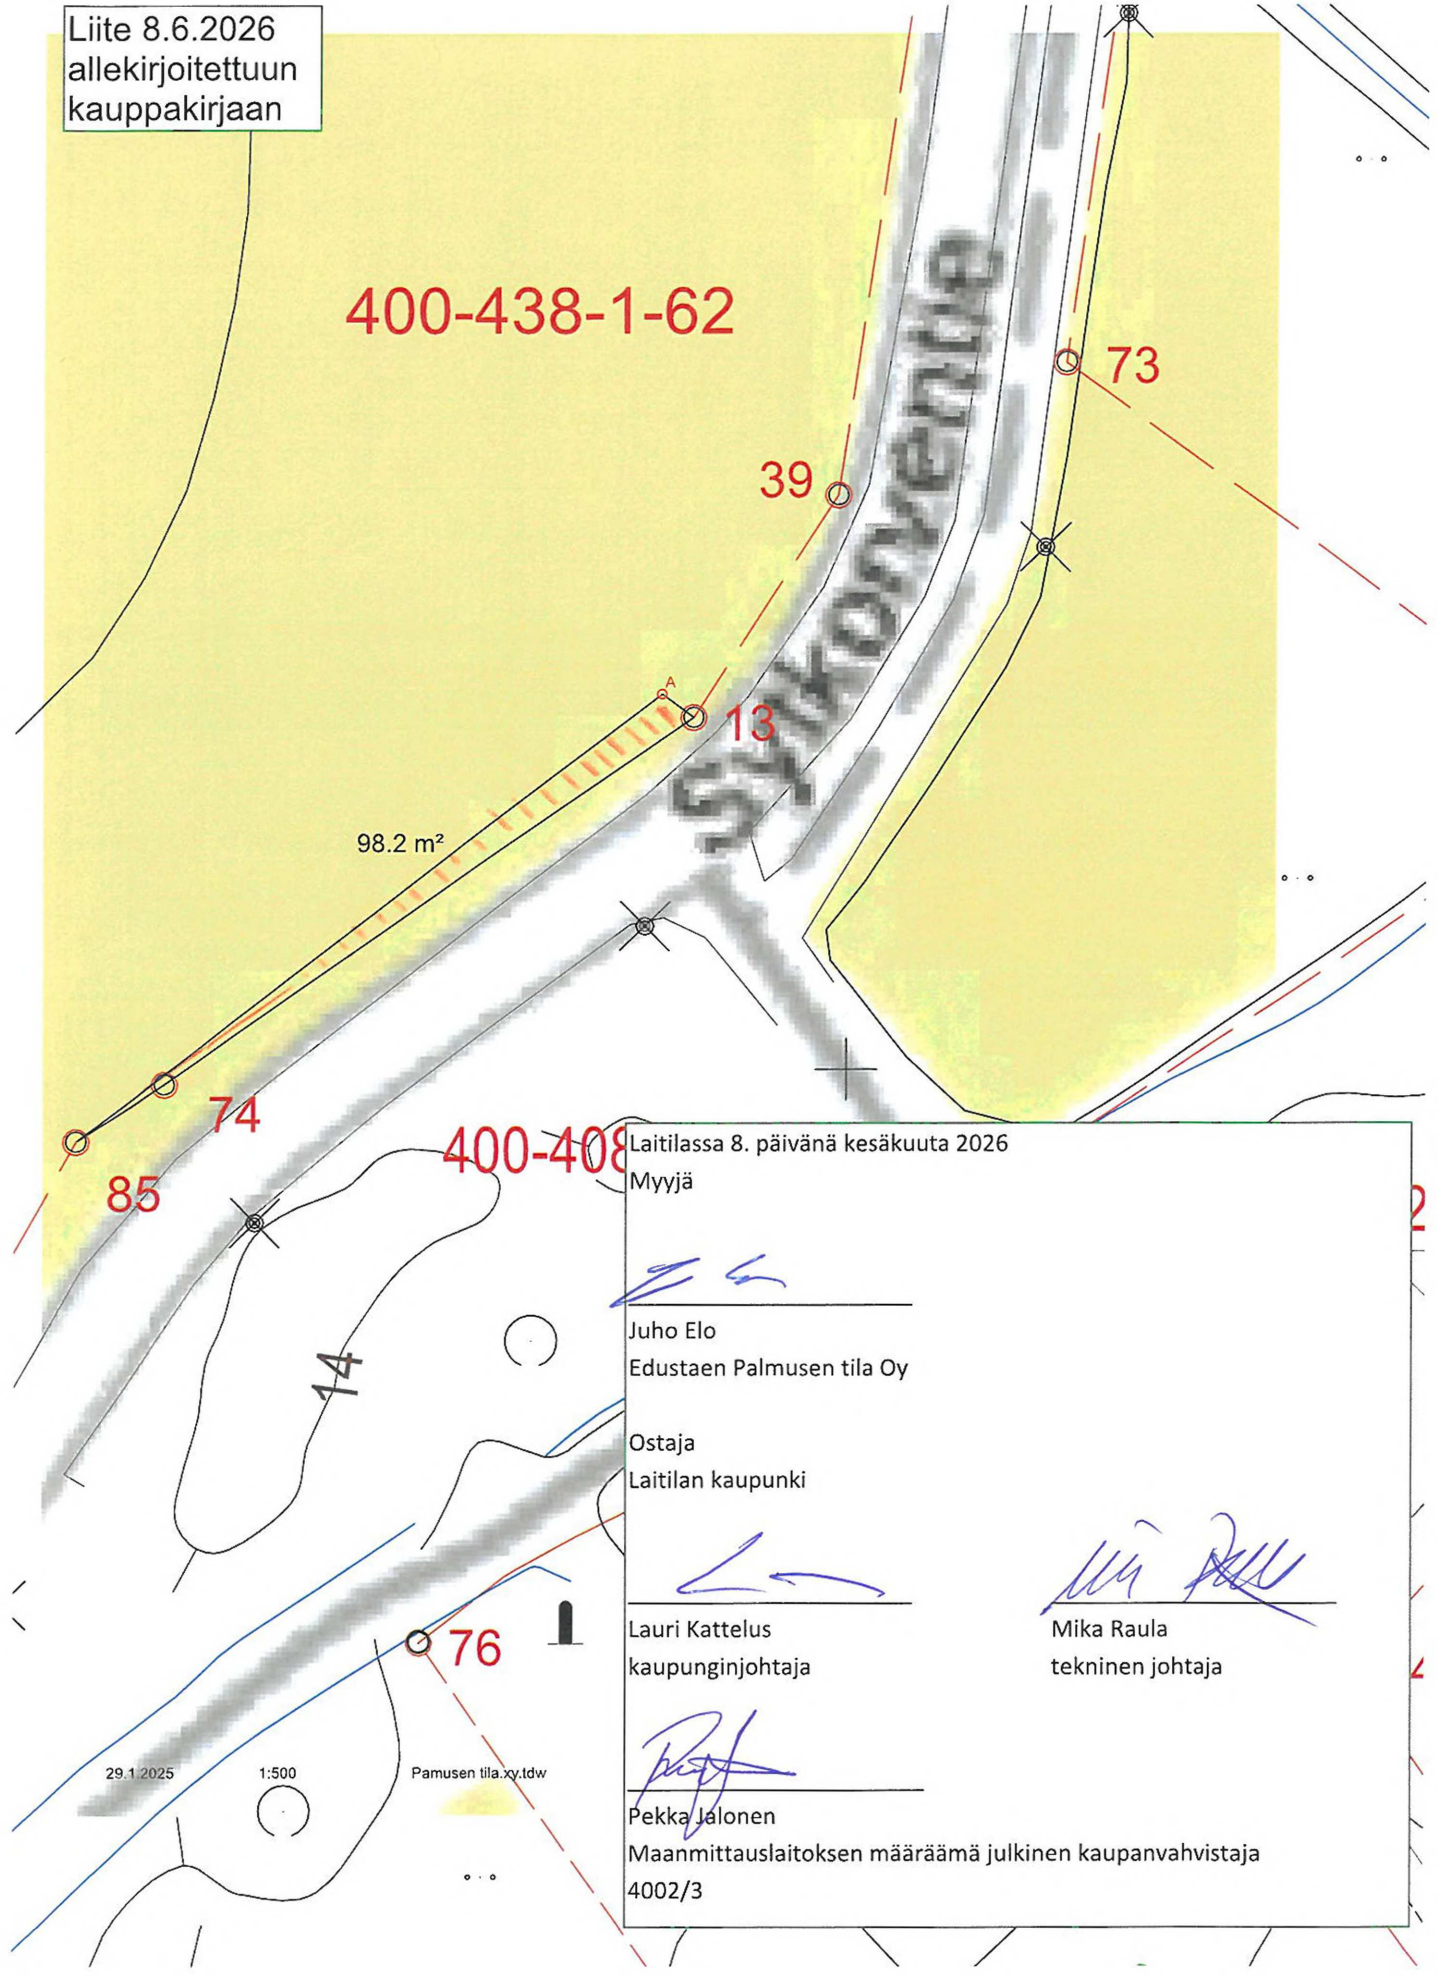 Liite 8.6.2026
allekirjoitettuun
kauppakirjaan
400-438-1-62
73
39
A
13
Sylkorventie
98.2 m²
74
85
400-408
2
14
76
29.1.2025
1:500
Pamusen tila.xy.tdw
Laitilassa 8. päivänä kesäkuuta 2026
Myyjä
Juho Elo
Edustaen Palmusen tila Oy
Ostaja
Laitilan kaupunki
Lauri Kattelus
kaupunginjohtaja
Mika Raula
tekninen johtaja
Pekka Jalonen
Maanmittauslaitoksen määräämä julkinen kaupanvahvistaja
4002/3